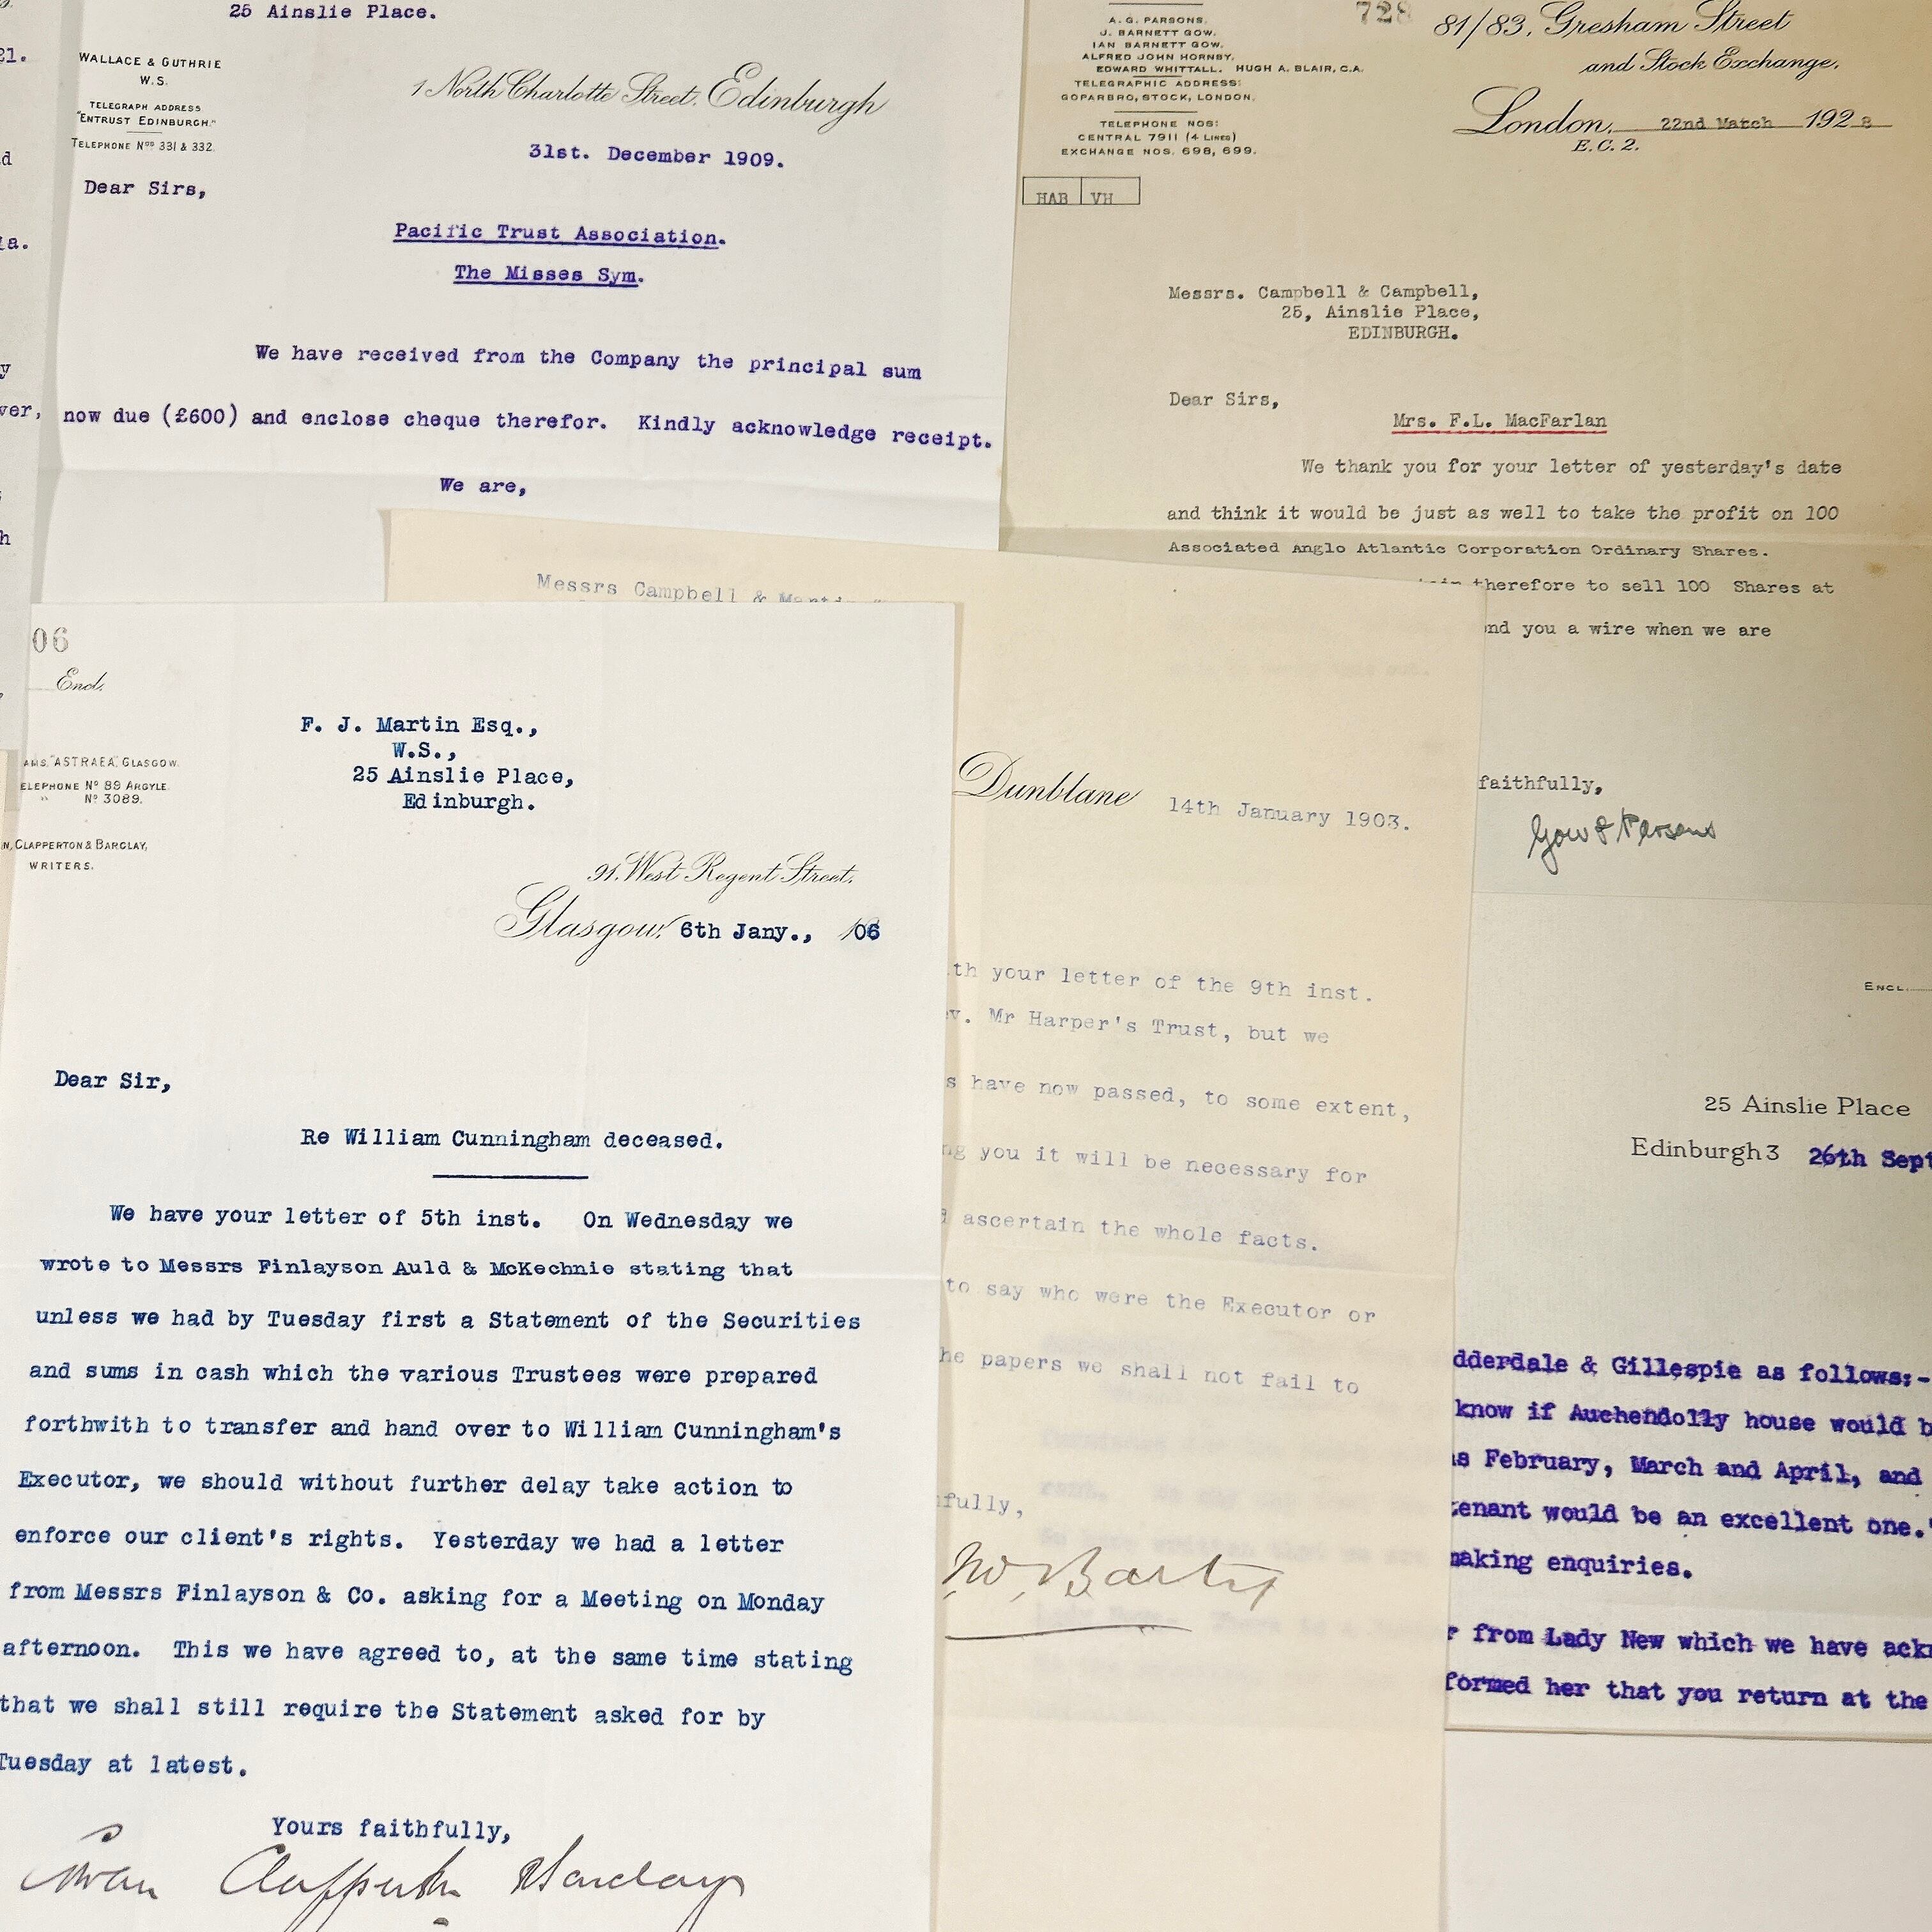 25 Ainslie Place.
WALLACE & GUTHRIE
W.S.
TELEGRAPH ADDRESS
"ENTRUST EDINBURGH."
TELEPHONE Nos 331 & 332.
1 North Charlotte Street, Edinburgh
31st. December 1909.
Dear Sirs,
Pacific Trust Association.
The Misses Sym.
We have received from the Company the principal sum
now due (£600) and enclose cheque therefor. Kindly acknowledge receipt.
We are,
21.
d
la.
y
ver,
h
A. G. PARSONS,
J. BARNETT GOW,
IAN BARNETT GOW,
ALFRED JOHN HORNBY,
EDWARD WHITTALL. HUGH A. BLAIR, C.A.
TELEGRAPHIC ADDRESS:
GOPARBRO, STOCK, LONDON.
TELEPHONE NOS:
CENTRAL 7911 (4 LINES)
EXCHANGE NOS. 698, 699.
728
81/83, Gresham Street
and Stock Exchange,
London, 22nd March 1928
E.C.2.
HAB VH
Messrs. Campbell & Campbell,
25, Ainslie Place,
EDINBURGH.
Dear Sirs,
Mrs. F.L. MacFarlan
We thank you for your letter of yesterday's date
and think it would be just as well to take the profit on 100
Associated Anglo Atlantic Corporation Ordinary Shares.
therefore to sell 100 Shares at
nd you a wire when we are
faithfully,
Gow & Parsons
Messrs Campbell & Martin
Dunblane 14th January 1903.
th your letter of the 9th inst.
v. Mr Harper's Trust, but we
s have now passed, to some extent,
ng you it will be necessary for
ascertain the whole facts.
to say who were the Executor or
he papers we shall not fail to
fully,
06
Encl.
AMS, "ASTRAEA," GLASGOW.
ELEPHONE No 89 ARGYLE.
" No 3089.
N, CLAPPERTON & BARCLAY,
WRITERS.
F. J. Martin Esq.,
W.S.,
25 Ainslie Place,
Edinburgh.
91, West Regent Street,
Glasgow, 6th Jany., 06
Dear Sir,
Re William Cunningham deceased.
We have your letter of 5th inst. On Wednesday we
wrote to Messrs Finlayson Auld & McKechnie stating that
unless we had by Tuesday first a Statement of the Securities
and sums in cash which the various Trustees were prepared
forthwith to transfer and hand over to William Cunningham's
Executor, we should without further delay take action to
enforce our client's rights. Yesterday we had a letter
from Messrs Finlayson & Co. asking for a Meeting on Monday
afternoon. This we have agreed to, at the same time stating
that we shall still require the Statement asked for by
Tuesday at latest.
Yours faithfully,
Swan Clapperton & Barclay
ENCL.
25 Ainslie Place
Edinburgh 3 26th Sept
dderdale & Gillespie as follows:-
know if Auchendolly house would b
s February, March and April, and
tenant would be an excellent one."
making enquiries.
r from Lady New which we have ack
formed her that you return at the